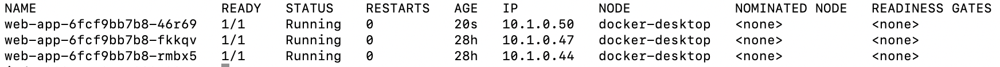 NAME READY STATUS RESTARTS AGE IP NODE NOMINATED NODE READINESS GATES
web-app-6fcf9bb7b8-46r69 1/1 Running 0 20s 10.1.0.50 docker-desktop <none> <none>
web-app-6fcf9bb7b8-fkkqv 1/1 Running 0 28h 10.1.0.47 docker-desktop <none> <none>
web-app-6fcf9bb7b8-rmbx5 1/1 Running 0 28h 10.1.0.44 docker-desktop <none> <none>